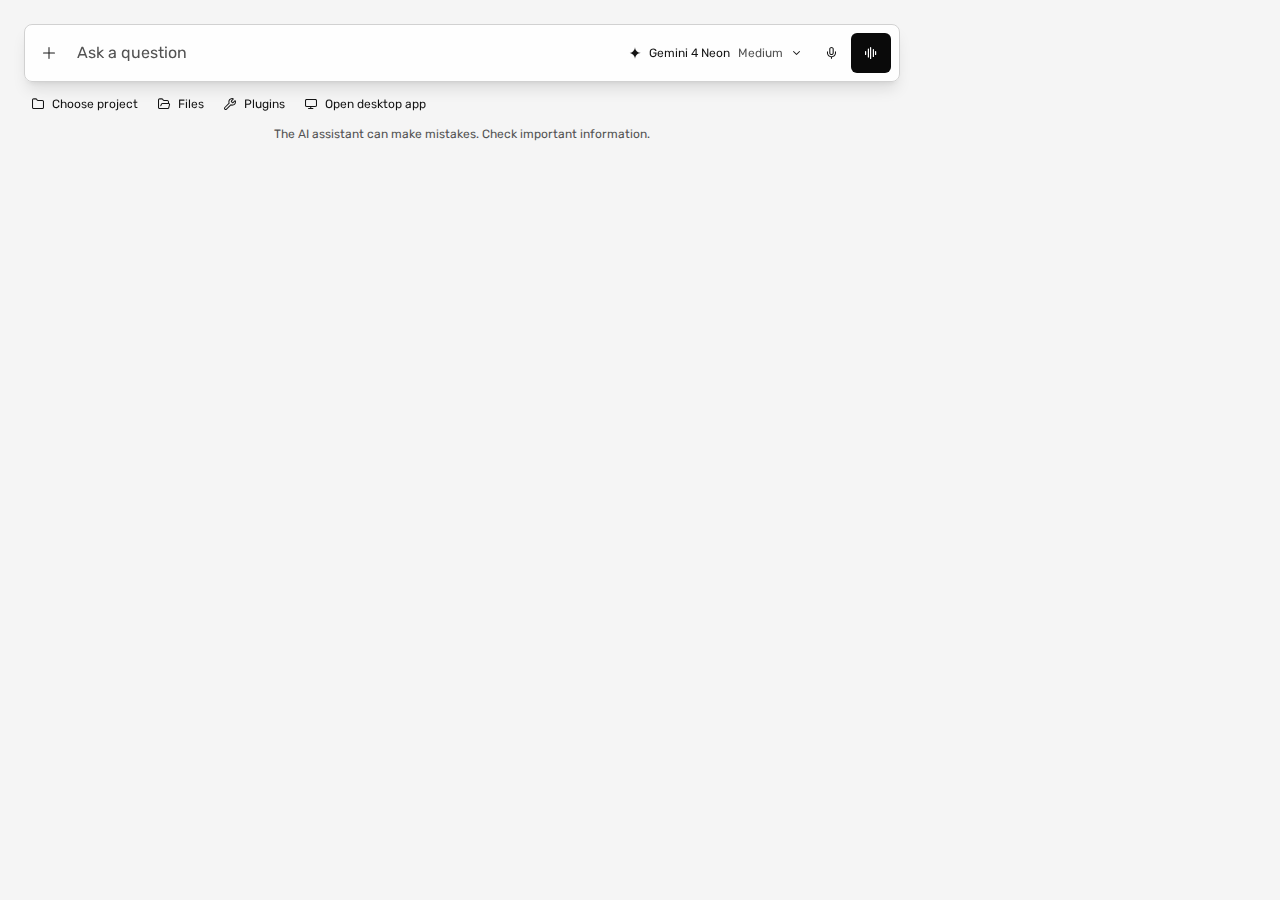 Ask a question
Gemini 4 Neon Medium
Choose project Files Plugins Open desktop app
The AI assistant can make mistakes. Check important information.